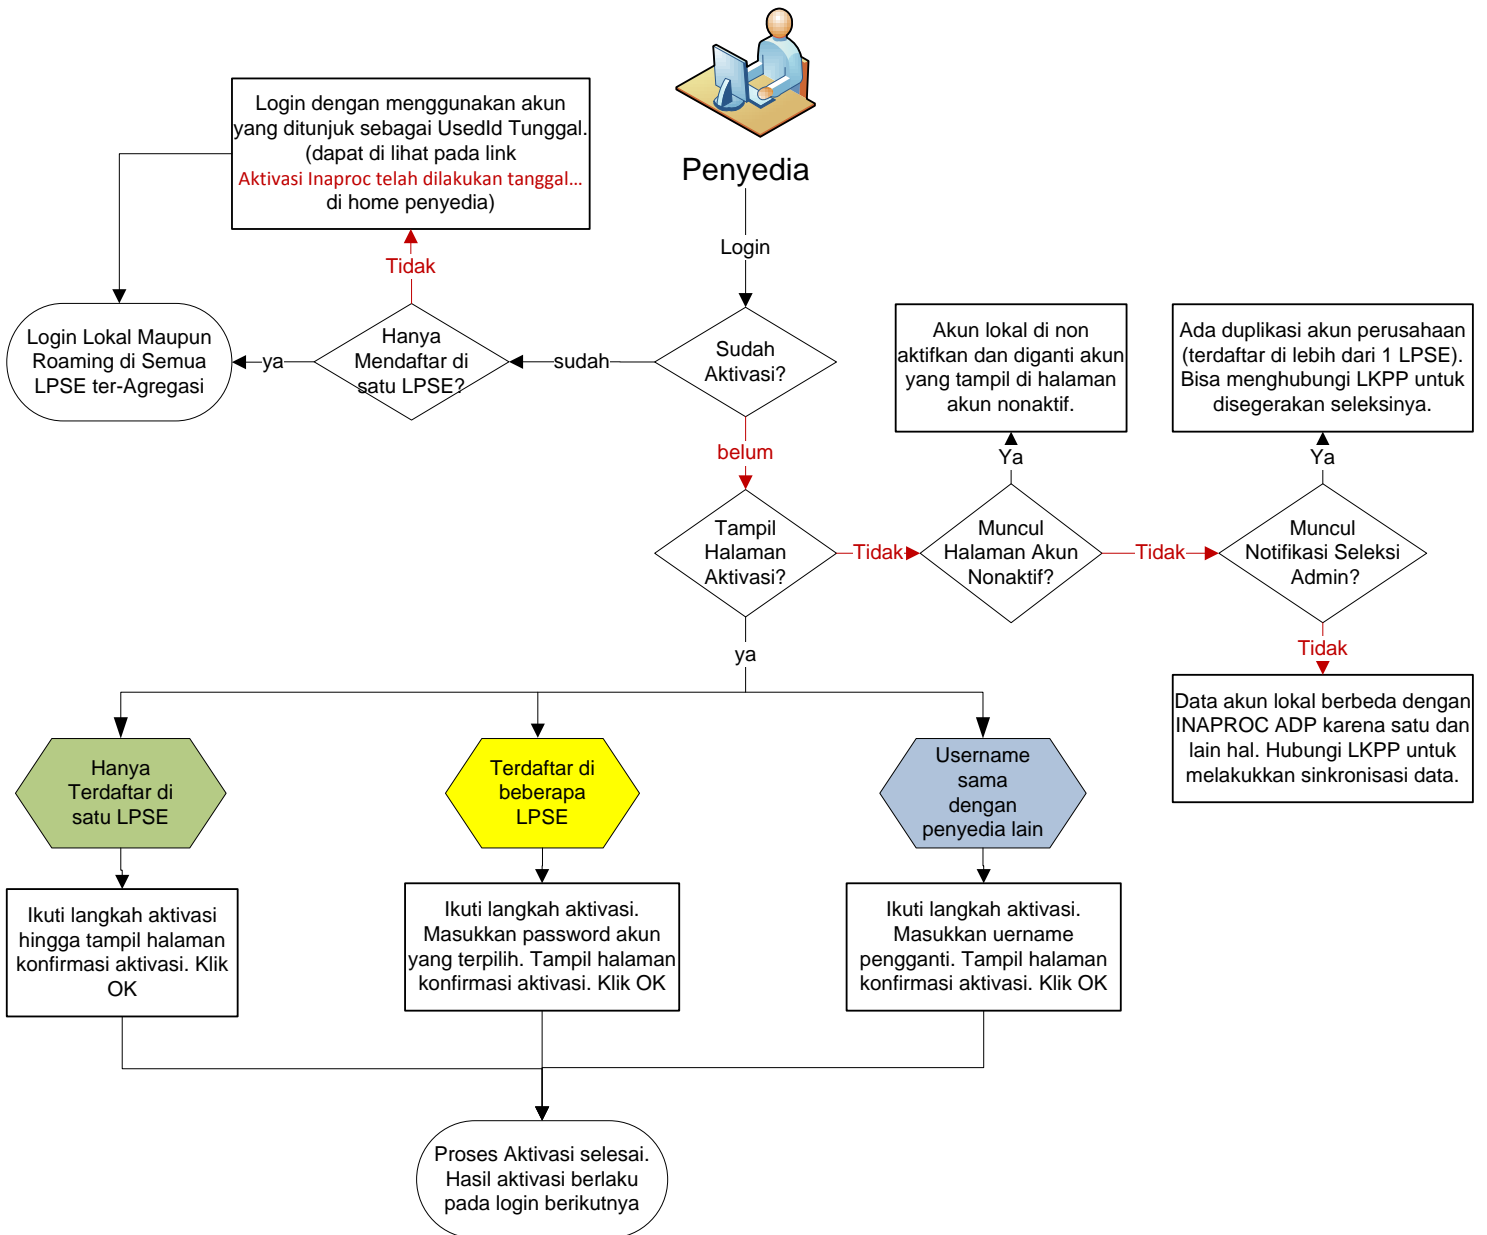 Penyedia
Login
Login dengan menggunakan akun
yang ditunjuk sebagai UsedId Tunggal.
(dapat di lihat pada link
Aktivasi Inaproc telah dilakukan tanggal...
di home penyedia)
Tidak
Login Lokal Maupun
Roaming di Semua
LPSE ter-Agregasi
ya
Hanya
Mendaftar di
satu LPSE?
sudah
Sudah
Aktivasi?
belum
Akun lokal di non
aktifkan dan diganti akun
yang tampil di halaman
akun nonaktif.
Ya
Ada duplikasi akun perusahaan
(terdaftar di lebih dari 1 LPSE).
Bisa menghubungi LKPP untuk
disegerakan seleksinya.
Ya
Tampil
Halaman
Aktivasi?
Tidak
Muncul
Halaman Akun
Nonaktif?
Tidak
Muncul
Notifikasi Seleksi
Admin?
Tidak
Data akun lokal berbeda dengan
INAPROC ADP karena satu dan
lain hal. Hubungi LKPP untuk
melakukkan sinkronisasi data.
ya
Hanya
Terdaftar di
satu LPSE
Terdaftar di
beberapa
LPSE
Username
sama
dengan
penyedia lain
Ikuti langkah aktivasi
hingga tampil halaman
konfirmasi aktivasi. Klik
OK
Ikuti langkah aktivasi.
Masukkan password akun
yang terpilih. Tampil halaman
konfirmasi aktivasi. Klik OK
Ikuti langkah aktivasi.
Masukkan uername
pengganti. Tampil halaman
konfirmasi aktivasi. Klik OK
Proses Aktivasi selesai.
Hasil aktivasi berlaku
pada login berikutnya